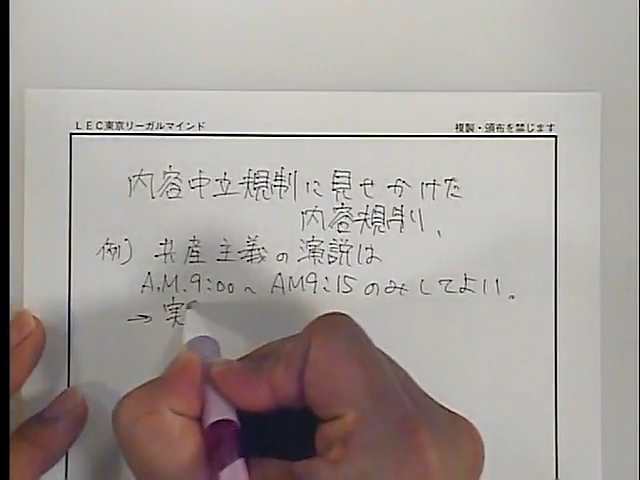 LEC東京リーガルマインド 複製・頒布を禁じます
内容中立規制に見せかけた
内容規制り、
例) 共産主義の演説は
A.M.9:00~AM9:15のみしてよい。
→実